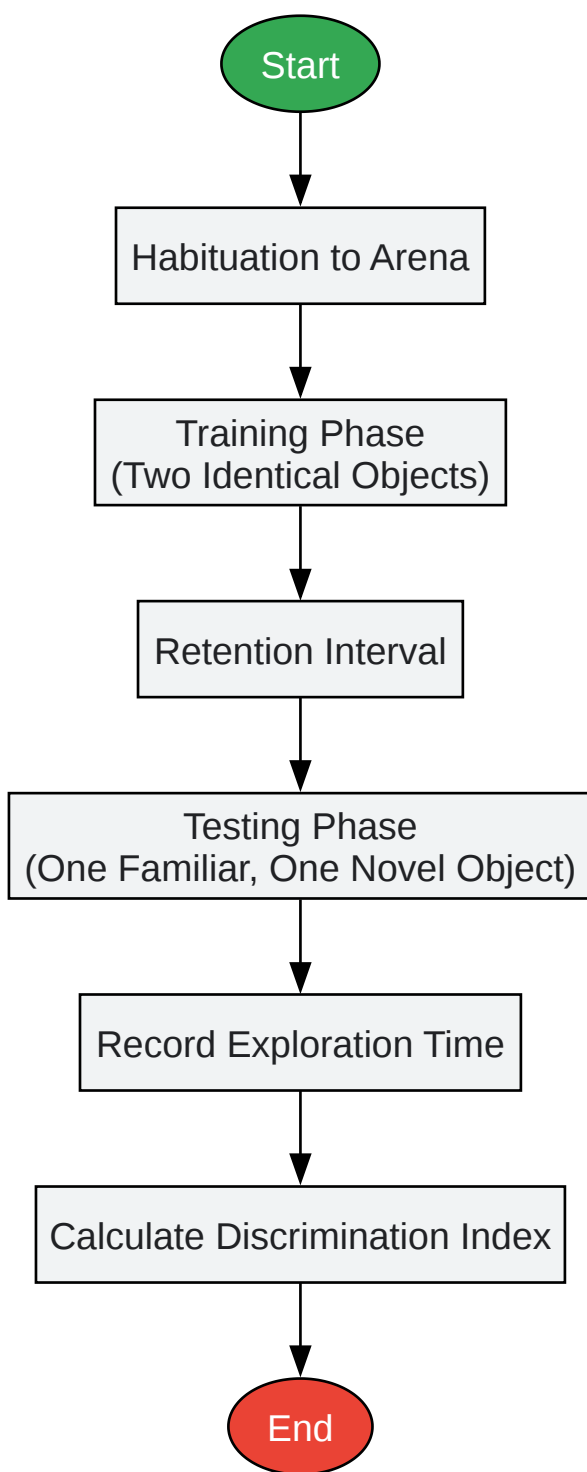 Start
Habituation to Arena
Training Phase
(Two Identical Objects)
Retention Interval
Testing Phase
(One Familiar, One Novel Object)
Record Exploration Time
Calculate Discrimination Index
End